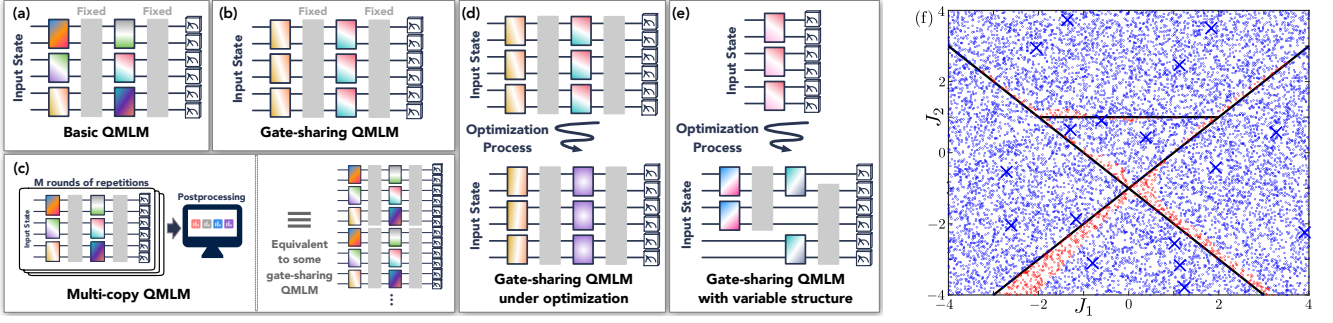 (a)
Fixed
Fixed
Input State
Basic QMLM
(b)
Fixed
Fixed
Input State
Gate-sharing QMLM
(c)
M rounds of repetitions
Input State
Postprocessing
Multi-copy QMLM
Equivalent
to some
gate-sharing
QMLM
(d)
Input State
Optimization
Process
Input State
Gate-sharing QMLM
under optimization
(e)
Input State
Optimization
Process
Input State
Gate-sharing QMLM
with variable structure
(f)
4
2
0
−2
−4
J2
−4
−2
0
2
4
J1